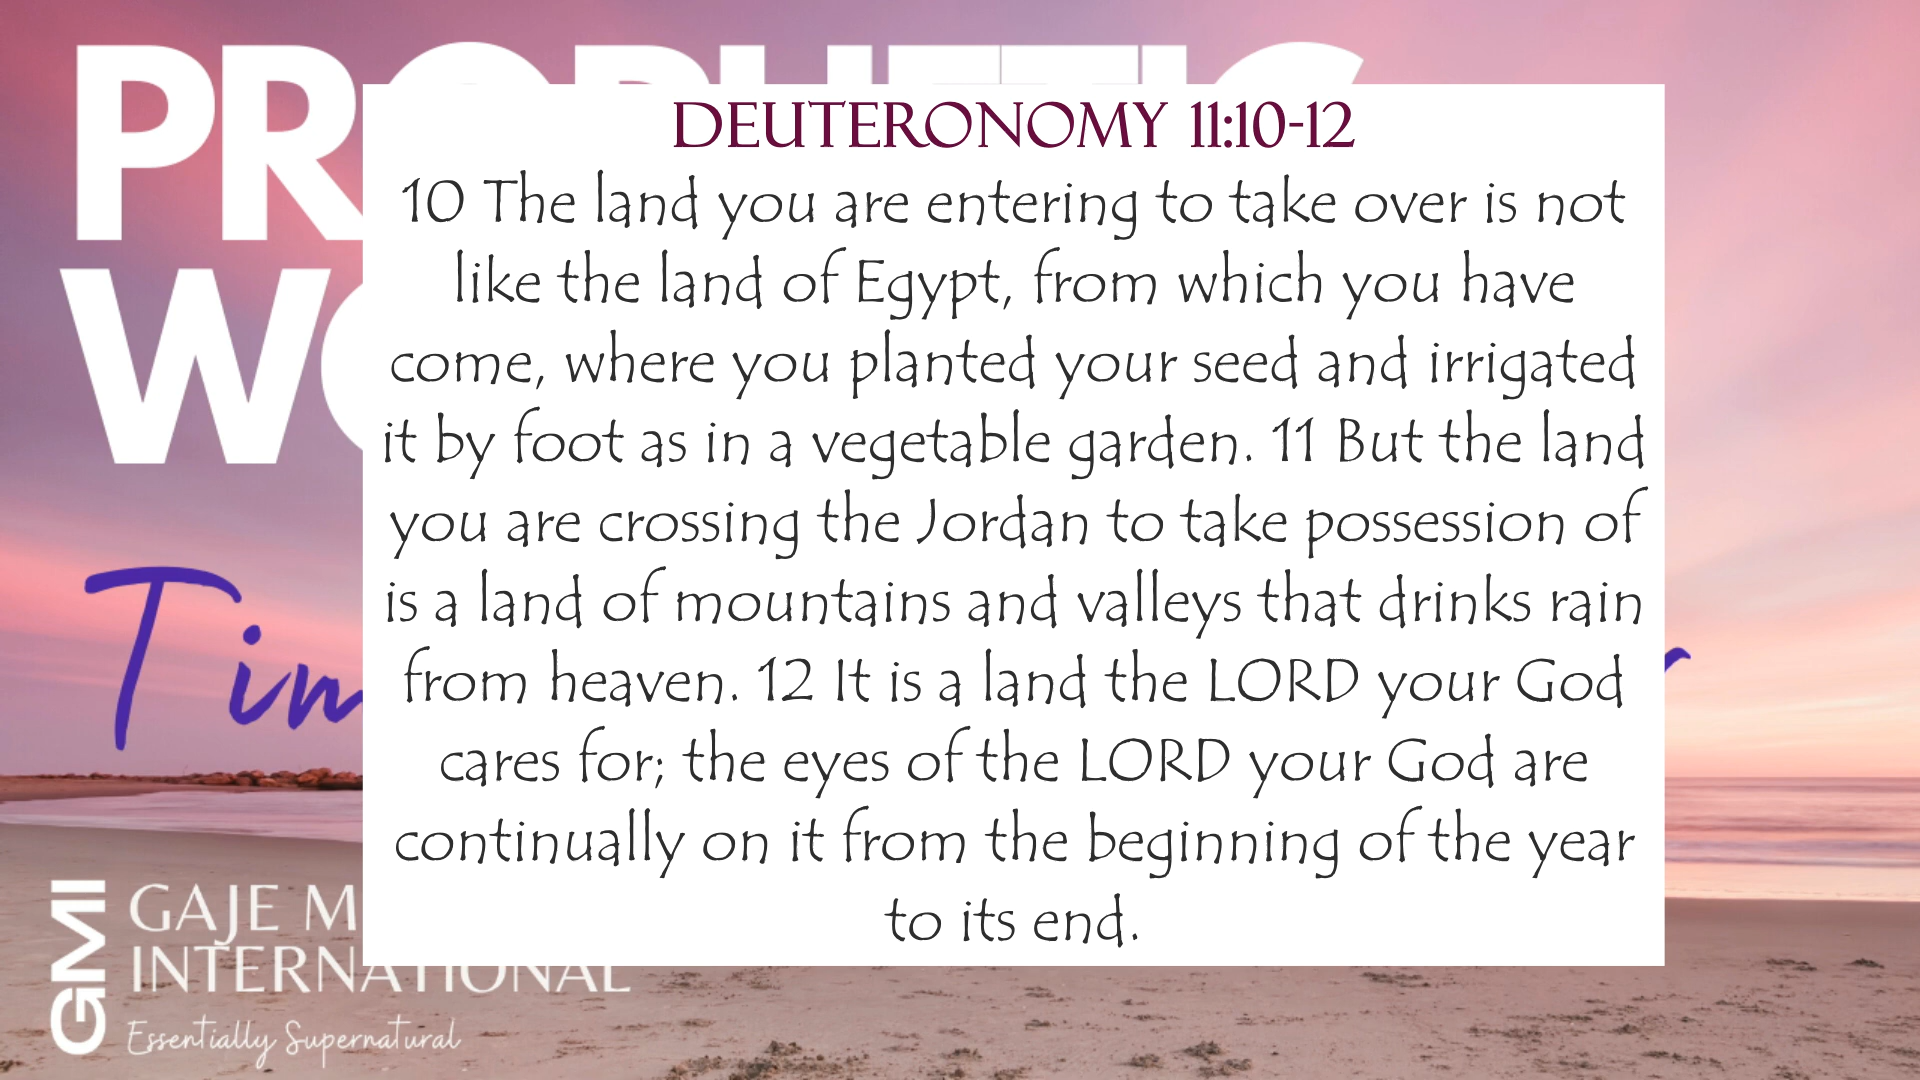 PROPHETIC
DEUTERONOMY 11:10-12
10 The land you are entering to take over is not
like the land of Egypt, from which you have
come, where you planted your seed and irrigated
it by foot as in a vegetable garden. 11 But the land
you are crossing the Jordan to take possession of
is a land of mountains and valleys that drinks rain
from heaven. 12 It is a land the LORD your God
cares for; the eyes of the LORD your God are
continually on it from the beginning of the year
to its end.
GMI
GAJE M
INTERNATIONAL
Essentially Supernatural